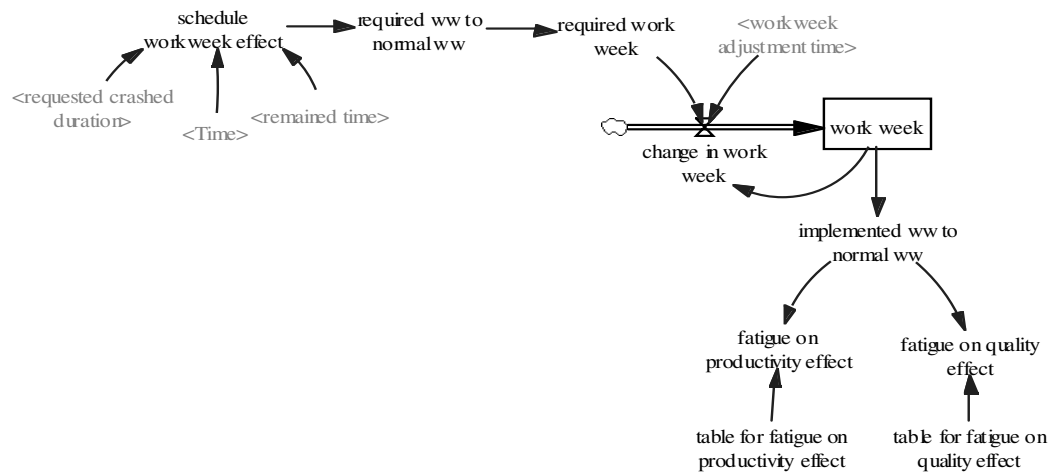 schedule
work week effect
required ww to
normal ww
required work
week
<work week
adjustment time>
<requested crashed
duration>
<Time>
<remained time>
change in work
week
work week
implemented ww to
normal ww
fatigue on
productivity effect
fatigue on quality
effect
table for fatigue on
productivity effect
table for fatigue on
quality effect